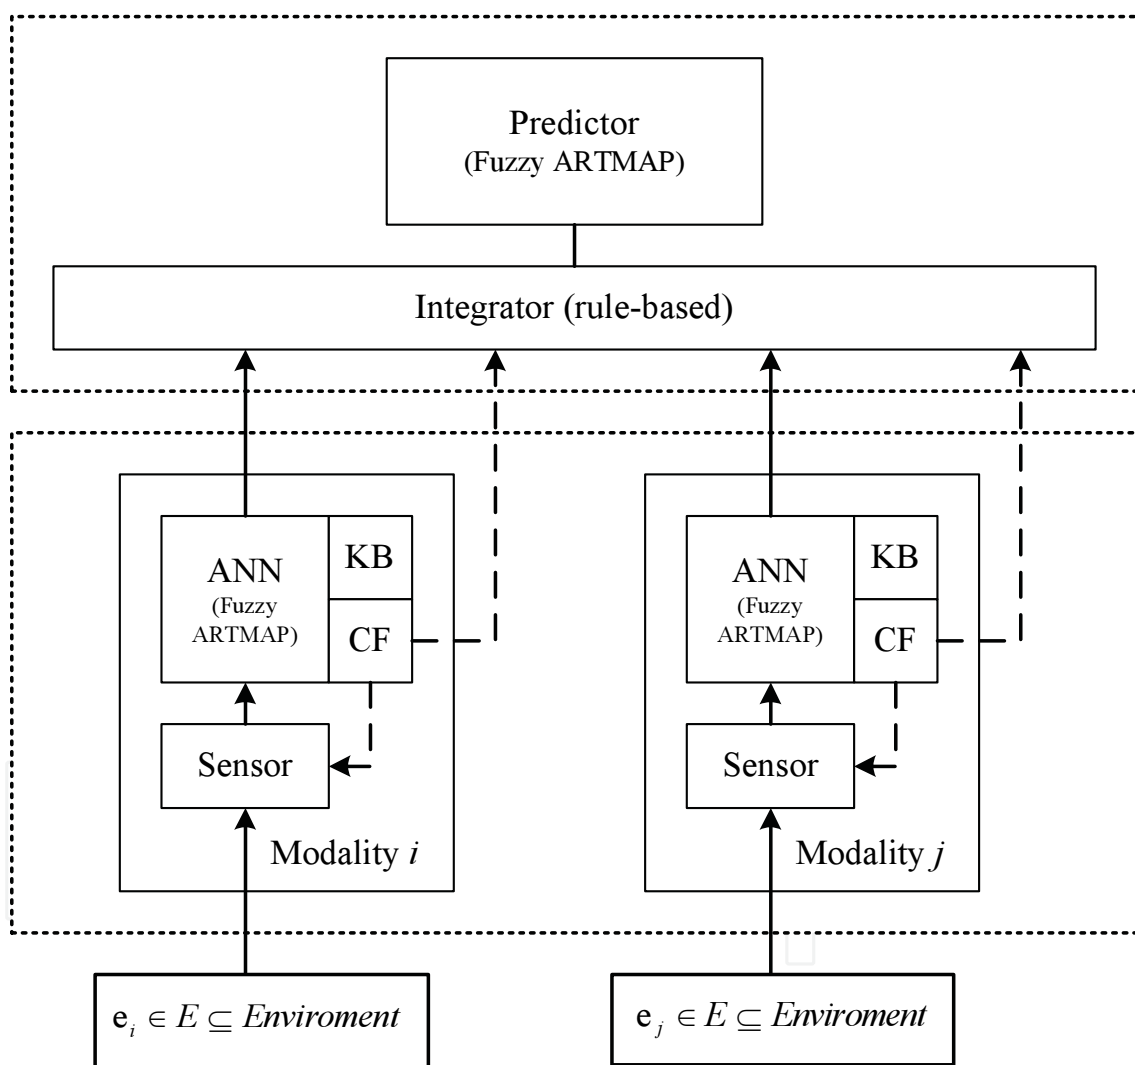 Predictor
(Fuzzy ARTMAP)
Integrator (rule-based)
ANN
(Fuzzy
ARTMAP)
KB
CF
Sensor
Modality i
ANN
(Fuzzy
ARTMAP)
KB
CF
Sensor
Modality j
e_i ∈ E ⊆ Enviroment
e_j ∈ E ⊆ Enviroment